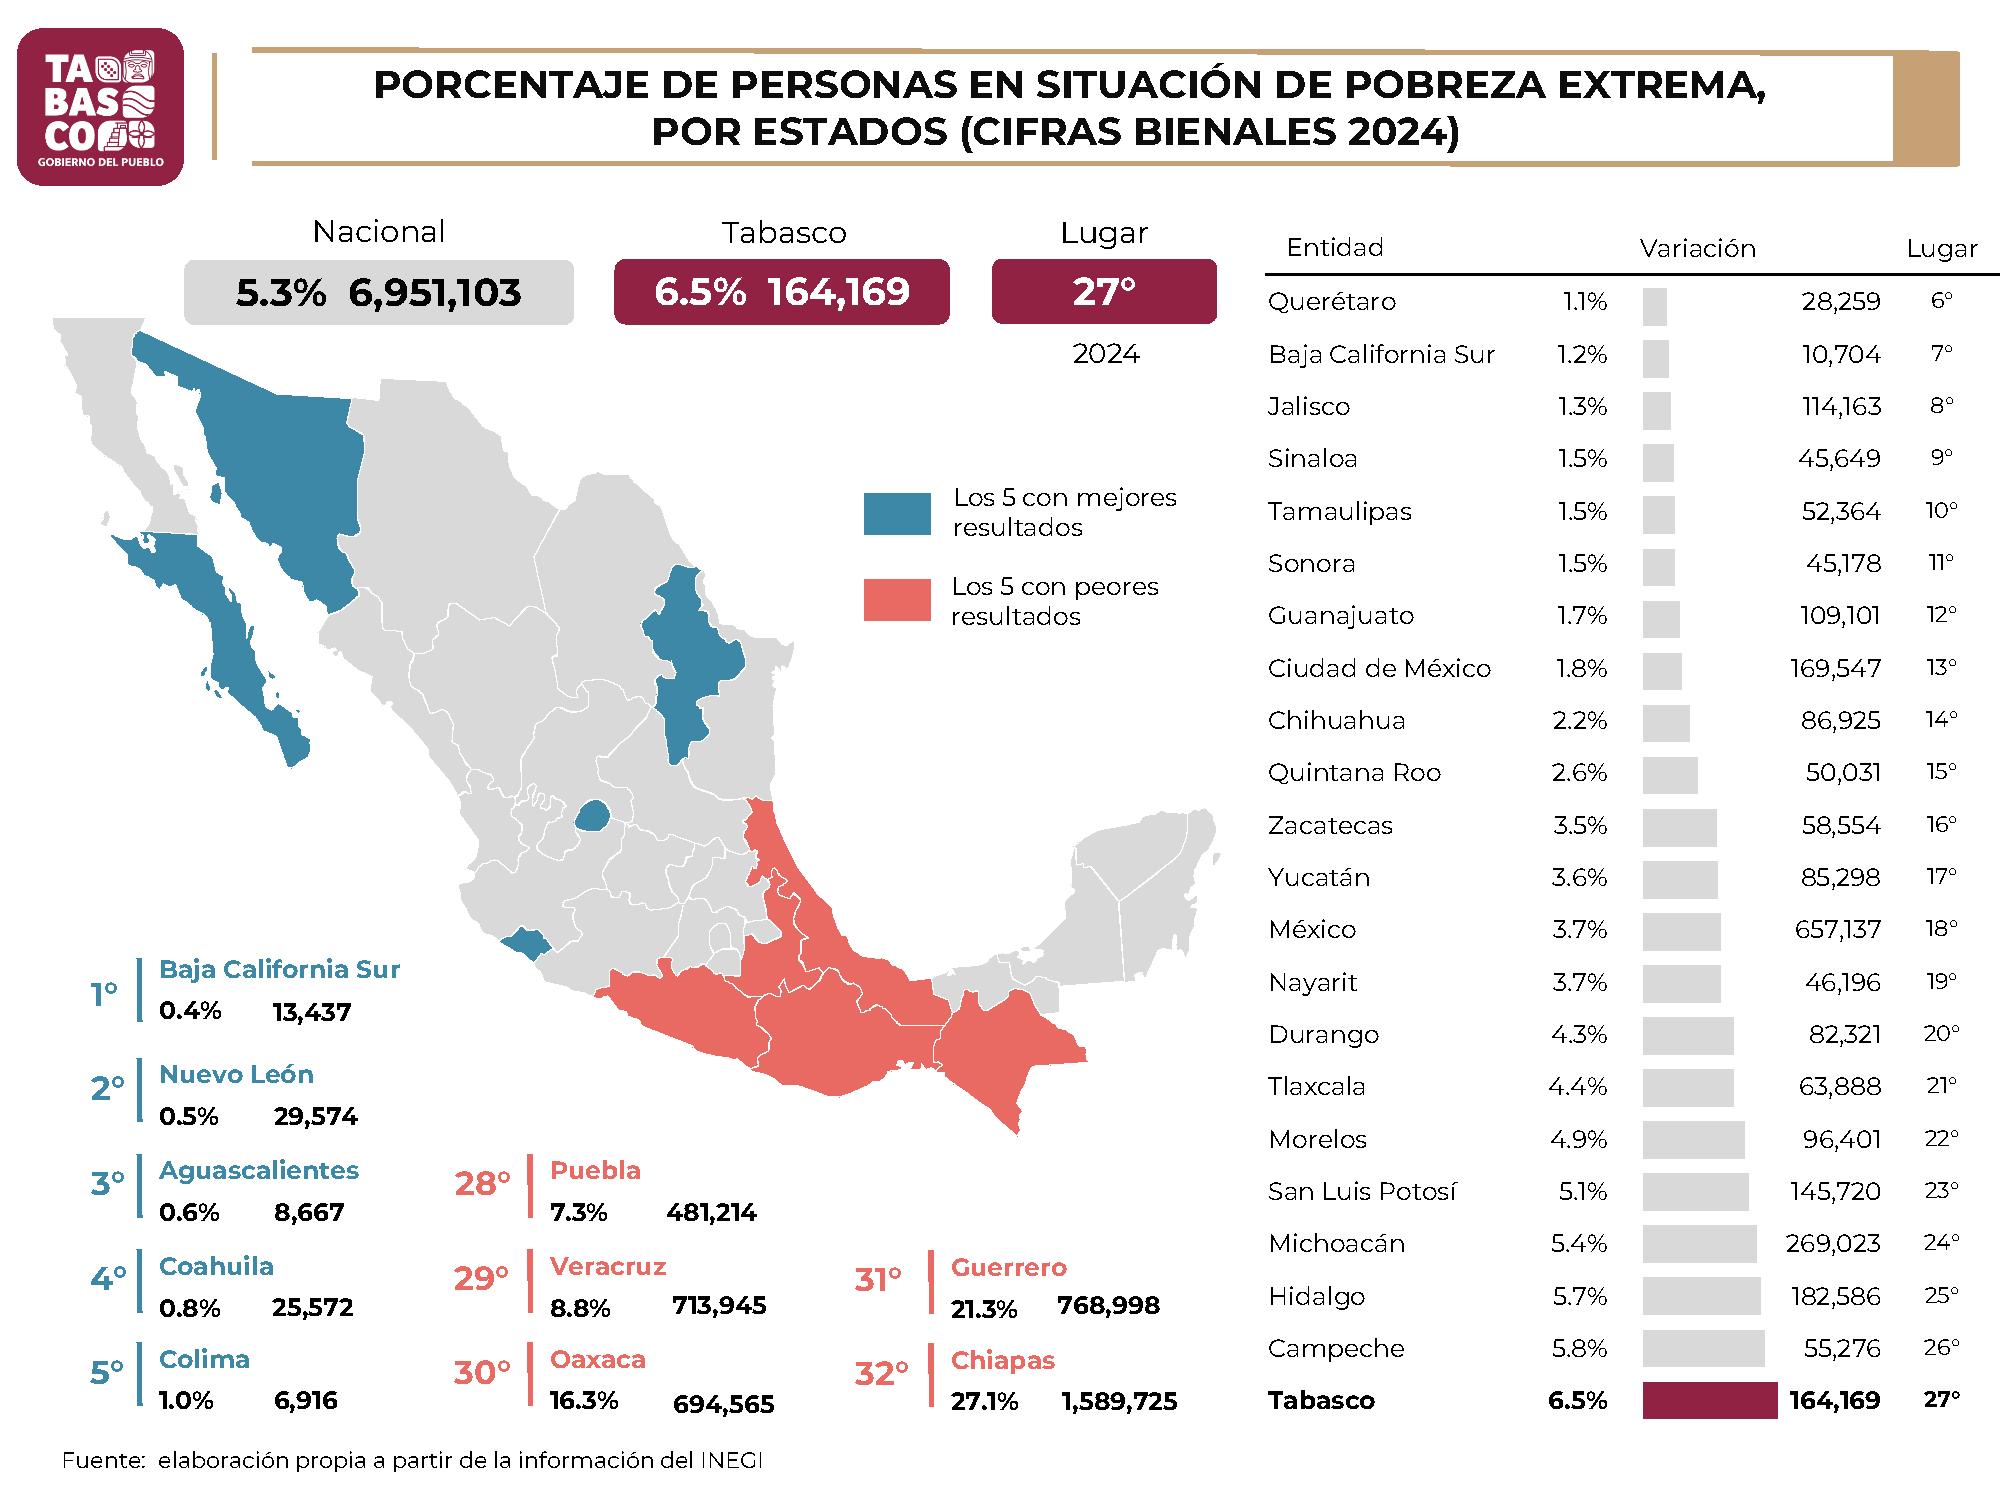 TA
BAS
CO
GOBIERNO DEL PUEBLO
PORCENTAJE DE PERSONAS EN SITUACIÓN DE POBREZA EXTREMA,
POR ESTADOS (CIFRAS BIENALES 2024)
Nacional
5.3% 6,951,103
Tabasco
6.5% 164,169
Lugar
27°
2024
Los 5 con mejores
resultados
Los 5 con peores
resultados
1° Baja California Sur
0.4% 13,437
2° Nuevo León
0.5% 29,574
3° Aguascalientes
0.6% 8,667
4° Coahuila
0.8% 25,572
5° Colima
1.0% 6,916
28° Puebla
7.3% 481,214
29° Veracruz
8.8% 713,945
30° Oaxaca
16.3% 694,565
31° Guerrero
21.3% 768,998
32° Chiapas
27.1% 1,589,725
Entidad Variación Lugar
Querétaro 1.1% 28,259 6°
Baja California Sur 1.2% 10,704 7°
Jalisco 1.3% 114,163 8°
Sinaloa 1.5% 45,649 9°
Tamaulipas 1.5% 52,364 10°
Sonora 1.5% 45,178 11°
Guanajuato 1.7% 109,101 12°
Ciudad de México 1.8% 169,547 13°
Chihuahua 2.2% 86,925 14°
Quintana Roo 2.6% 50,031 15°
Zacatecas 3.5% 58,554 16°
Yucatán 3.6% 85,298 17°
México 3.7% 657,137 18°
Nayarit 3.7% 46,196 19°
Durango 4.3% 82,321 20°
Tlaxcala 4.4% 63,888 21°
Morelos 4.9% 96,401 22°
San Luis Potosí 5.1% 145,720 23°
Michoacán 5.4% 269,023 24°
Hidalgo 5.7% 182,586 25°
Campeche 5.8% 55,276 26°
Tabasco 6.5% 164,169 27°
Fuente: elaboración propia a partir de la información del INEGI